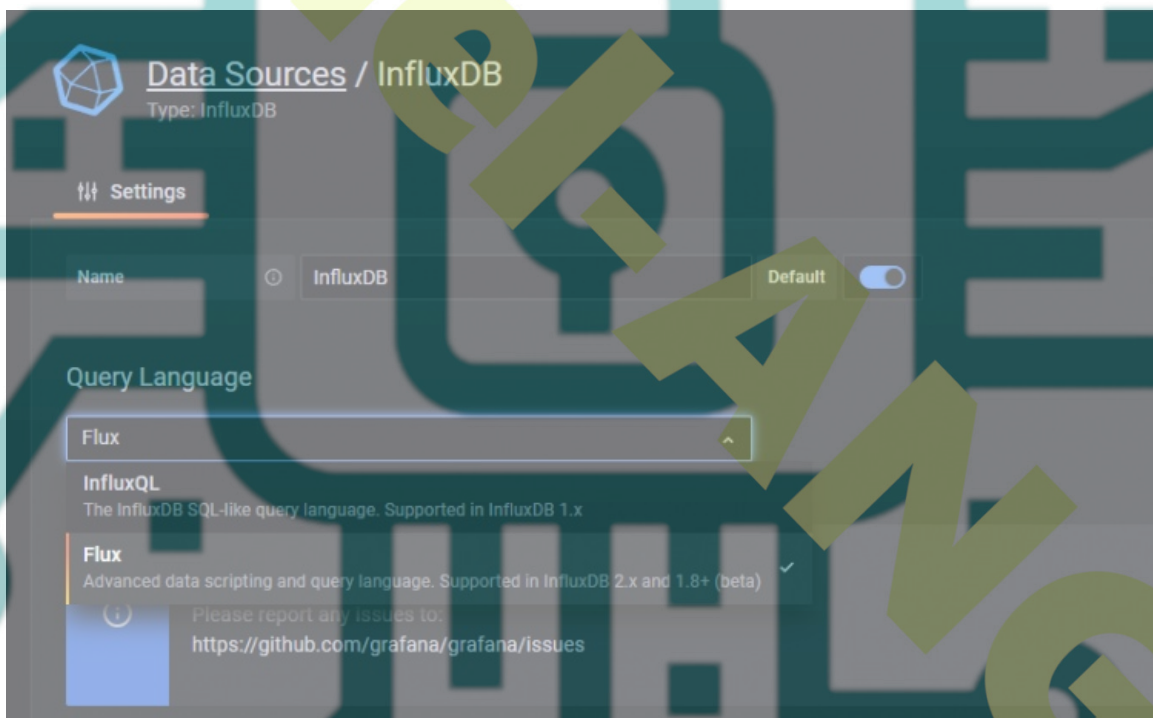 Data Sources / InfluxDB
Type: InfluxDB
Settings
Name
InfluxDB
Default
Query Language
Flux
InfluxQL
The InfluxDB SQL-like query language. Supported in InfluxDB 1.x
Flux
Advanced data scripting and query language. Supported in InfluxDB 2.x and 1.8+ (beta)
Please report any issues to:
https://github.com/grafana/grafana/issues